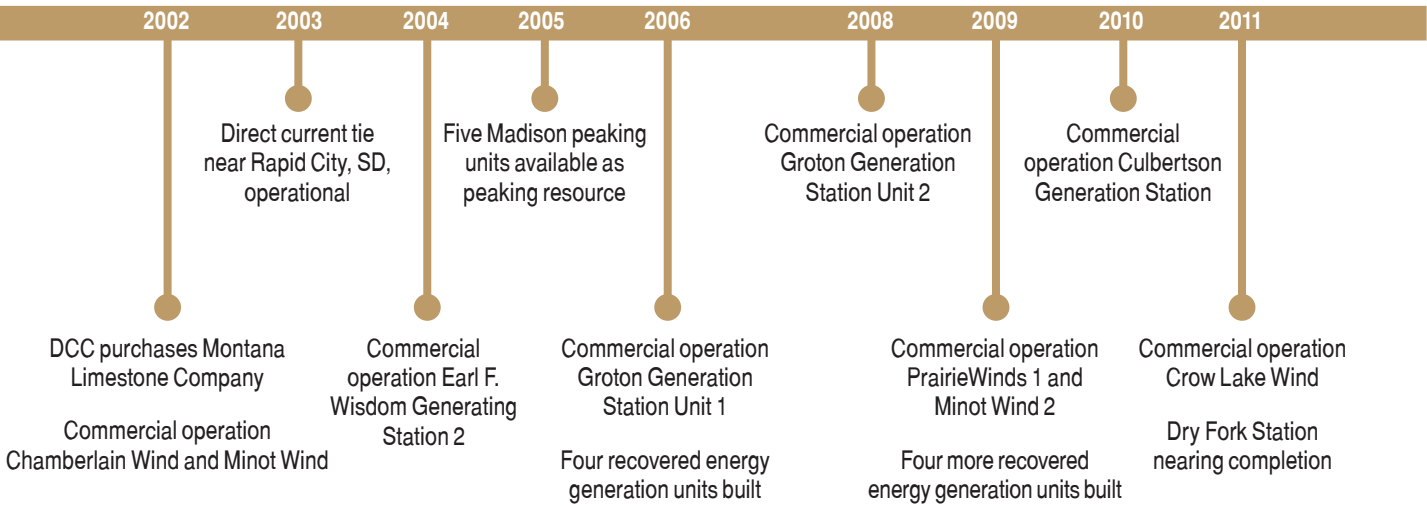 2002 2003 2004 2005 2006 2008 2009 2010 2011
Direct current tie
near Rapid City, SD,
operational
Five Madison peaking
units available as
peaking resource
Commercial operation
Groton Generation
Station Unit 2
Commercial
operation Culbertson
Generation Station
DCC purchases Montana
Limestone Company
Commercial operation
Chamberlain Wind and Minot Wind
Commercial
operation Earl F.
Wisdom Generating
Station 2
Commercial operation
Groton Generation
Station Unit 1
Four recovered energy
generation units built
Commercial operation
PrairieWinds 1 and
Minot Wind 2
Four more recovered
energy generation units built
Commercial operation
Crow Lake Wind
Dry Fork Station
nearing completion